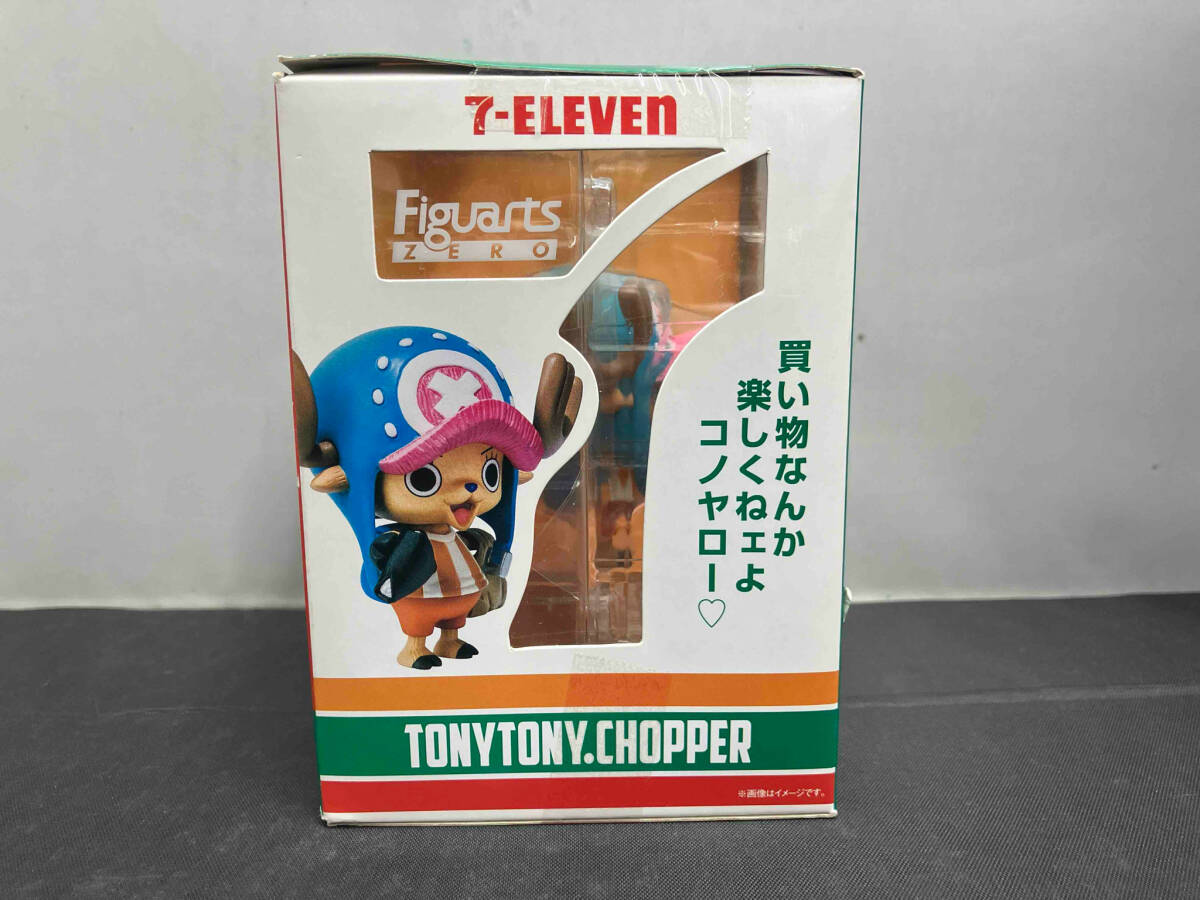 7-ELEVEn
Figuarts
ZERO
買い物なんか
楽しくねェよ
コノヤロー♡
TONYTONY.CHOPPER
※画像はイメージです。